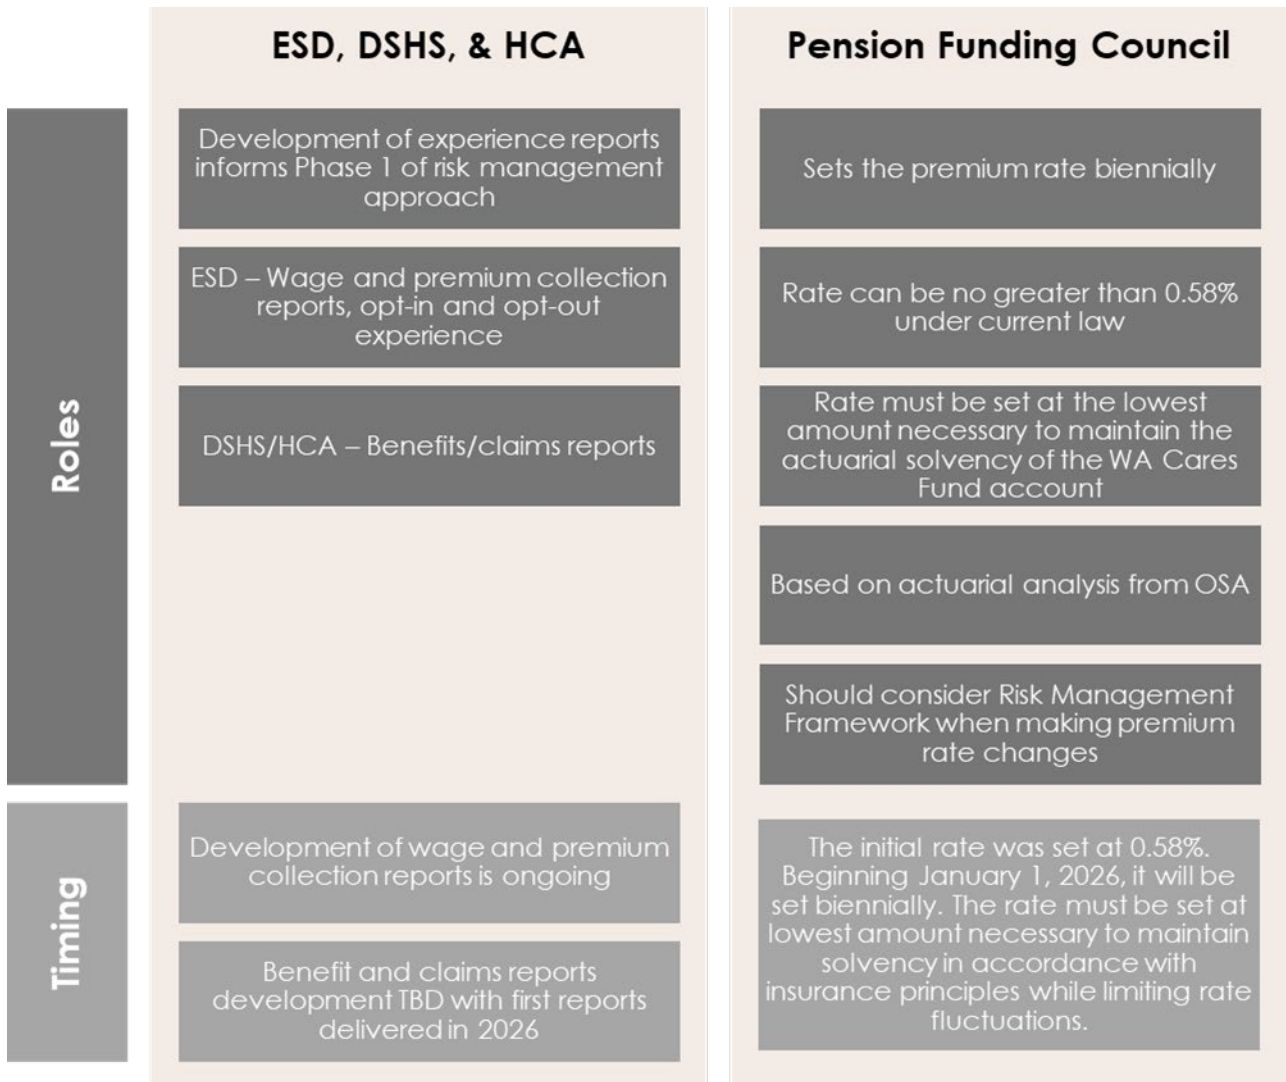 ESD, DSHS, & HCA
Pension Funding Council
Roles
Development of experience reports
informs Phase 1 of risk management
approach
ESD – Wage and premium collection
reports, opt-in and opt-out
experience
DSHS/HCA – Benefits/claims reports
Sets the premium rate biennially
Rate can be no greater than 0.58%
under current law
Rate must be set at the lowest
amount necessary to maintain the
actuarial solvency of the WA Cares
Fund account
Based on actuarial analysis from OSA
Should consider Risk Management
Framework when making premium
rate changes
Timing
Development of wage and premium
collection reports is ongoing
Benefit and claims reports
development TBD with first reports
delivered in 2026
The initial rate was set at 0.58%.
Beginning January 1, 2026, it will be
set biennially. The rate must be set at
lowest amount necessary to maintain
solvency in accordance with
insurance principles while limiting rate
fluctuations.